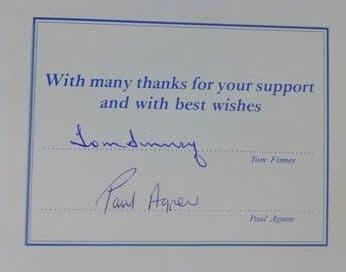 With many thanks for your support
and with best wishes
Tom Finney
Tom Finney
Paul Agnew
Paul Agnew